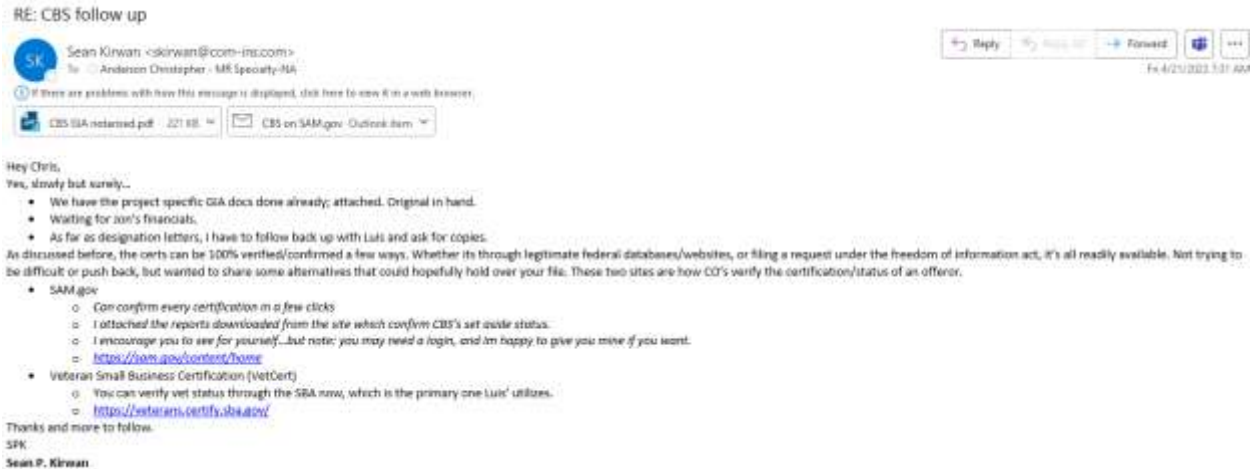 RE: CBS follow up
SK
Sean Kirwan <skirwan@com-ins.com>
To Anderson Christopher - MR Specialty-NA
Reply
Forward
Fri 4/21/2023 7:31 AM
If there are problems with how this message is displayed, click here to view it in a web browser.
CBS GIA notarized.pdf 221 KB
CBS on SAM.gov Outlook item
Hey Chris,
Yes, slowly but surely...
• We have the project specific GIA docs done already; attached. Original in hand.
• Waiting for Jon's financials.
• As far as designation letters, I have to follow back up with Luis and ask for copies.
As discussed before, the certs can be 100% verified/confirmed a few ways. Whether its through legitimate federal databases/websites, or filing a request under the freedom of information act, it's all readily available. Not trying to
be difficult or push back, but wanted to share some alternatives that could hopefully hold over your file. These two sites are how CO's verify the certification/status of an offeror.
• SAM.gov
o Can confirm every certification in a few clicks
o I attached the reports downloaded from the site which confirm CBS's set aside status.
o I encourage you to see for yourself...but note: you may need a login, and im happy to give you mine if you want.
o https://sam.gov/content/home
• Veteran Small Business Certification (VetCert)
o You can verify vet status through the SBA now, which is the primary one Luis' utilizes.
o https://veterans.certify.sba.gov/
Thanks and more to follow.
SPK
Sean P. Kirwan